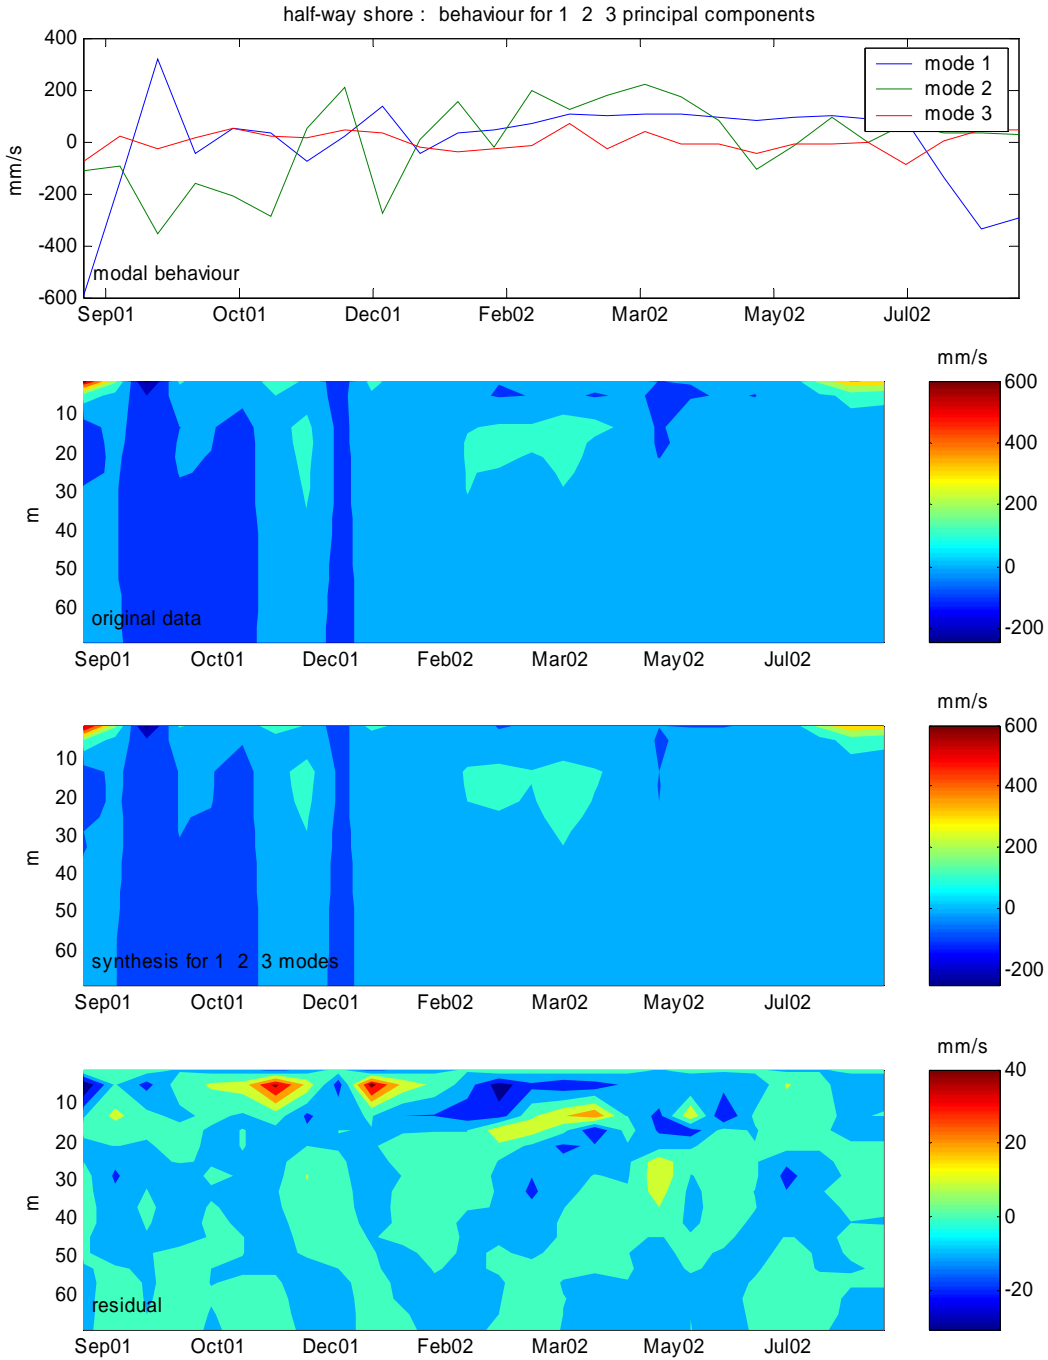 half-way shore :  behaviour for 1  2  3 principal components
400
200
0
-200
-400
-600
mm/s
mode 1
mode 2
mode 3
modal behaviour
Sep01 Oct01 Dec01 Feb02 Mar02 May02 Jul02
mm/s
10
20
30
40
50
60
m
original data
600
400
200
0
-200
Sep01 Oct01 Dec01 Feb02 Mar02 May02 Jul02
mm/s
10
20
30
40
50
60
m
synthesis for 1  2  3 modes
600
400
200
0
-200
Sep01 Oct01 Dec01 Feb02 Mar02 May02 Jul02
mm/s
10
20
30
40
50
60
m
residual
40
20
0
-20
Sep01 Oct01 Dec01 Feb02 Mar02 May02 Jul02